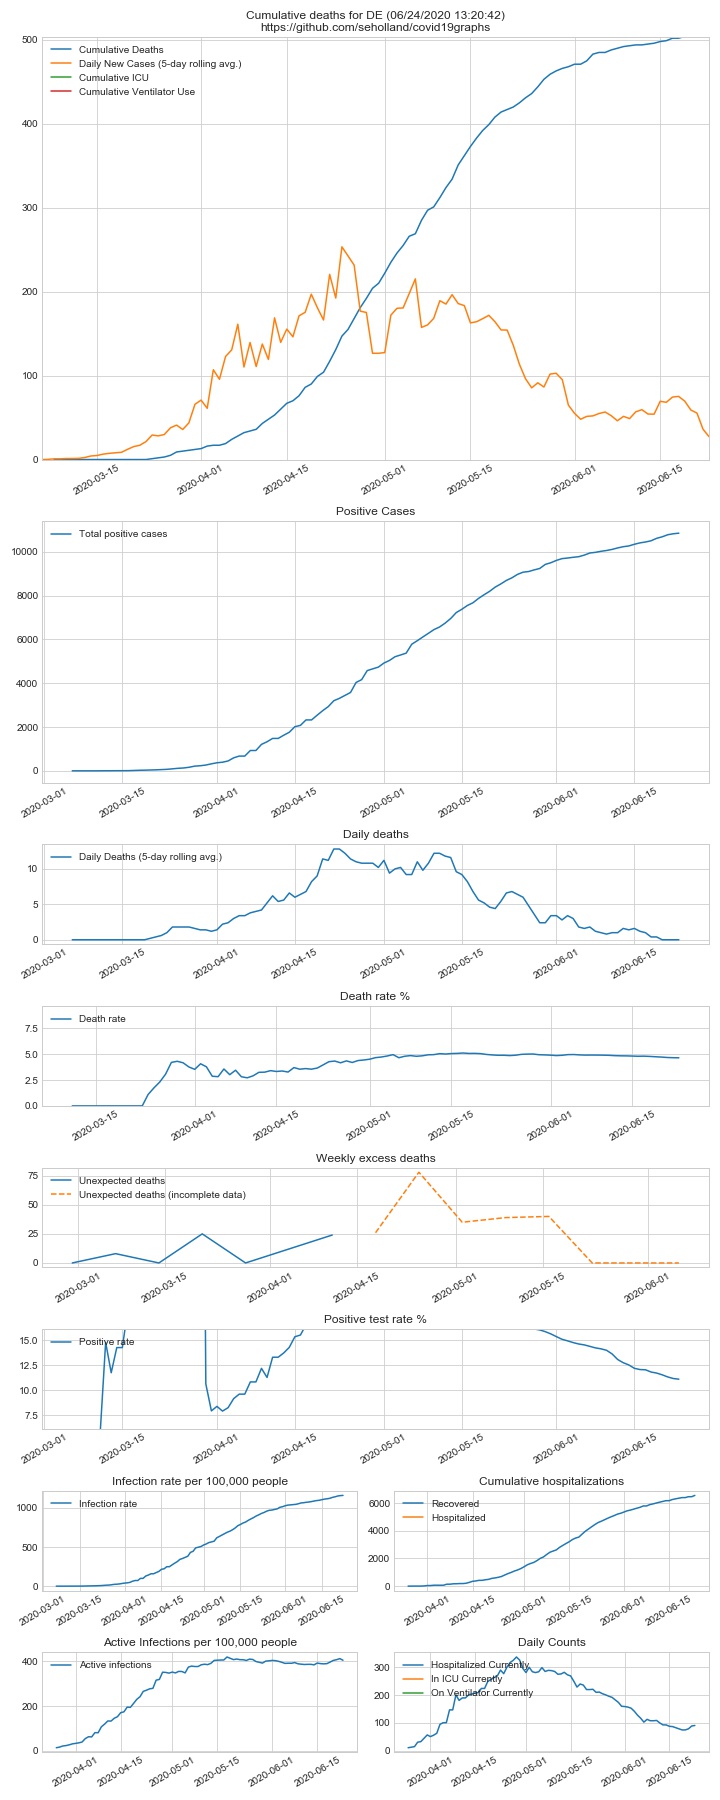 Cumulative deaths for DE (06/24/2020 13:20:42)
https://github.com/seholland/covid19graphs
Cumulative Deaths
Daily New Cases (5-day rolling avg.)
Cumulative ICU
Cumulative Ventilator Use
500
400
300
200
100
0
2020-03-15 2020-04-01 2020-04-15 2020-05-01 2020-05-15 2020-06-01 2020-06-15
Positive Cases
Total positive cases
10000
8000
6000
4000
2000
0
2020-03-01 2020-03-15 2020-04-01 2020-04-15 2020-05-01 2020-05-15 2020-06-01 2020-06-15
Daily deaths
Daily Deaths (5-day rolling avg.)
10
5
0
2020-03-01 2020-03-15 2020-04-01 2020-04-15 2020-05-01 2020-05-15 2020-06-01 2020-06-15
Death rate %
Death rate
7.5
5.0
2.5
0.0
2020-03-15 2020-04-01 2020-04-15 2020-05-01 2020-05-15 2020-06-01 2020-06-15
Weekly excess deaths
Unexpected deaths
Unexpected deaths (incomplete data)
75
50
25
0
2020-03-01 2020-03-15 2020-04-01 2020-04-15 2020-05-01 2020-05-15 2020-06-01
Positive test rate %
Positive rate
15.0
12.5
10.0
7.5
2020-03-01 2020-03-15 2020-04-01 2020-04-15 2020-05-01 2020-05-15 2020-06-01 2020-06-15
Infection rate per 100,000 people
Infection rate
1000
500
0
2020-03-01 2020-03-15 2020-04-01 2020-04-15 2020-05-01 2020-05-15 2020-06-01 2020-06-15
Cumulative hospitalizations
Recovered
Hospitalized
6000
4000
2000
0
2020-04-01 2020-04-15 2020-05-01 2020-05-15 2020-06-01 2020-06-15
Active Infections per 100,000 people
Active infections
400
200
0
2020-04-01 2020-04-15 2020-05-01 2020-05-15 2020-06-01 2020-06-15
Daily Counts
Hospitalized Currently
In ICU Currently
On Ventilator Currently
300
200
100
0
2020-04-01 2020-04-15 2020-05-01 2020-05-15 2020-06-01 2020-06-15